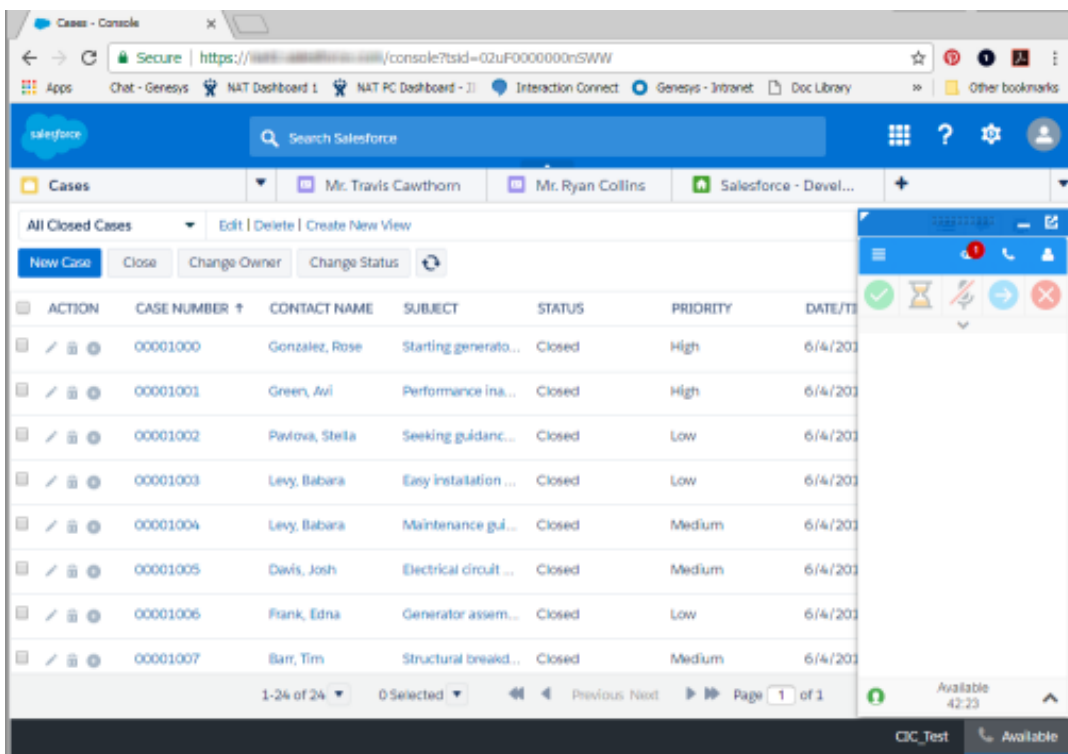 Cases - Console
Secure | https:// /console?tsid=02uF0000000nSWW
Apps Chat - Genesys NAT Dashboard 1 NAT PC Dashboard - Interaction Connect Genesys - Intranet Doc Library » Other bookmarks
salesforce Search Salesforce ?
Cases Mr. Travis Cawthorn Mr. Ryan Collins Salesforce - Devel... +
All Closed Cases Edit | Delete | Create New View
New Case Close Change Owner Change Status
ACTION CASE NUMBER ↑ CONTACT NAME SUBJECT STATUS PRIORITY DATE/TI
00001000 Gonzalez, Rose Starting generato... Closed High 6/4/201
00001001 Green, Avi Performance ina... Closed High 6/4/201
00001002 Pavlova, Stella Seeking guidanc... Closed Low 6/4/201
00001003 Levy, Babara Easy installation ... Closed Low 6/4/201
00001004 Levy, Babara Maintenance gui... Closed Medium 6/4/201
00001005 Davis, Josh Electrical circuit ... Closed Medium 6/4/201
00001006 Frank, Edna Generator assem... Closed Low 6/4/201
00001007 Barr, Tim Structural breakd... Closed Medium 6/4/201
1-24 of 24 0 Selected Previous Next Page 1 of 1
Available
42:23
CIC_Test Available